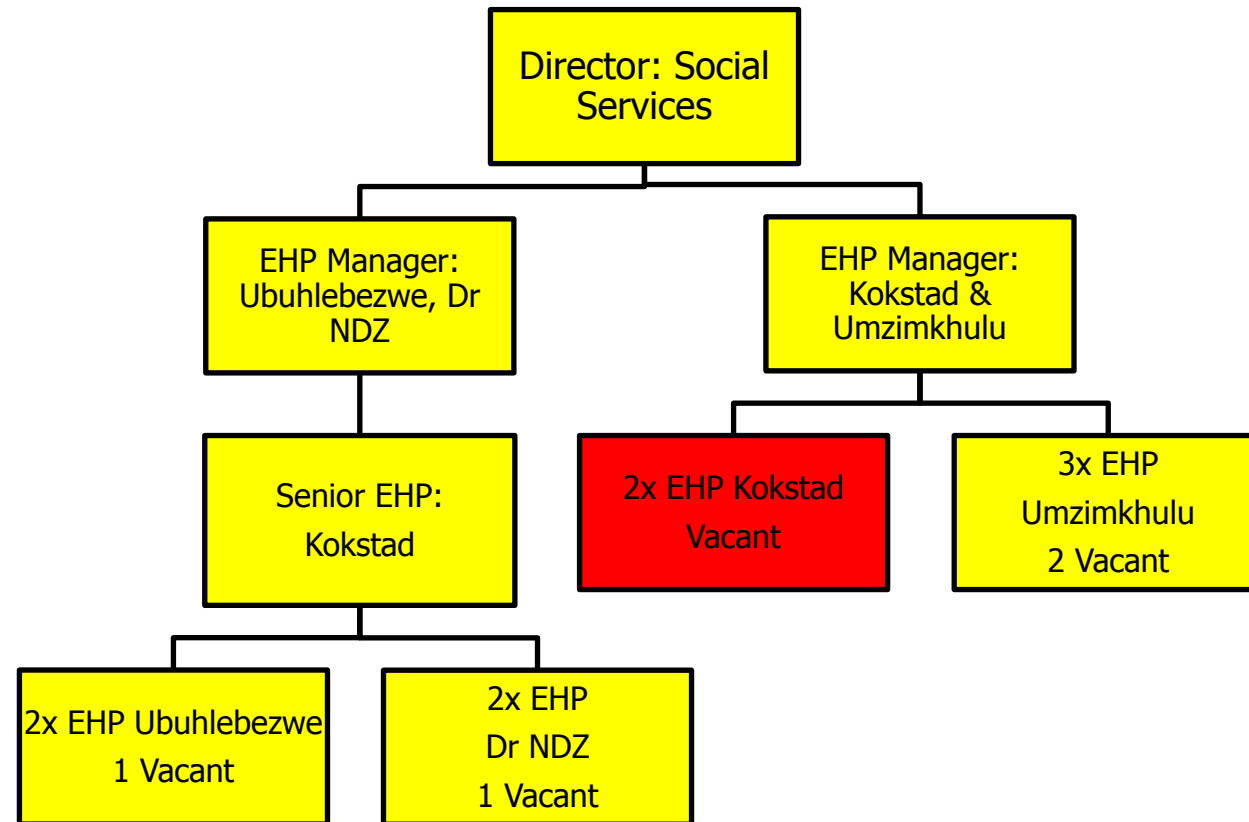 Director: Social
Services
EHP Manager:
Ubuhlebezwe, Dr
NDZ
EHP Manager:
Kokstad &
Umzimkhulu
Senior EHP:
Kokstad
2x EHP Kokstad
Vacant
3x EHP
Umzimkhulu
2 Vacant
2x EHP Ubuhlebezwe
1 Vacant
2x EHP
Dr NDZ
1 Vacant